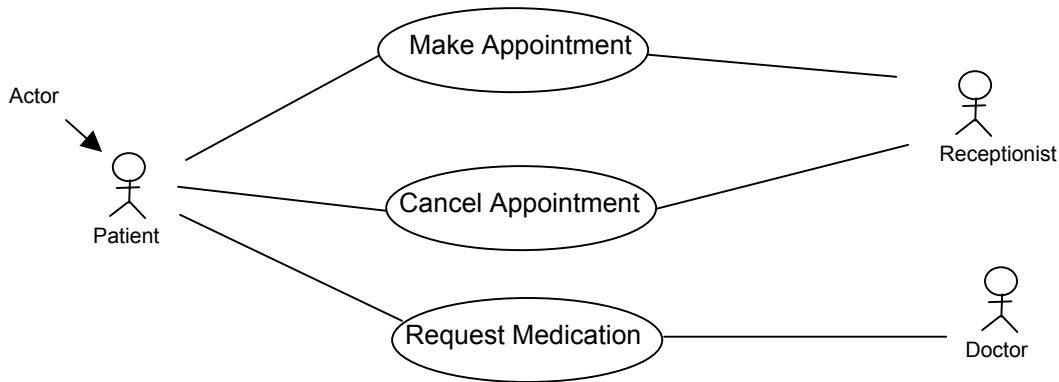 Make Appointment
Actor
Receptionist
Cancel Appointment
Patient
Request Medication
Doctor